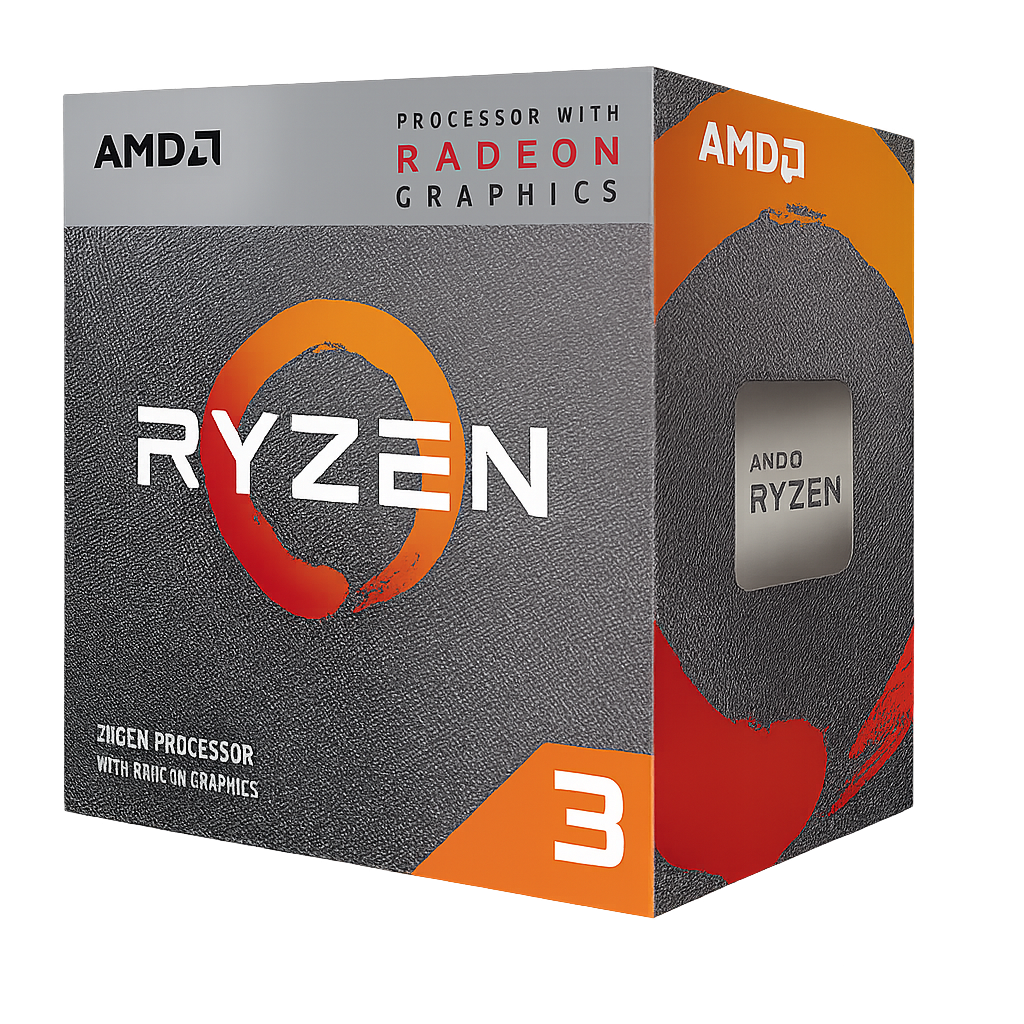 AMD
PROCESSOR WITH
RADEON
GRAPHICS
RYZEN
ZIIGEN PROCESSOR
WITH RAIIC ON GRAPHICS
3
AMD
ANDO
RYZEN